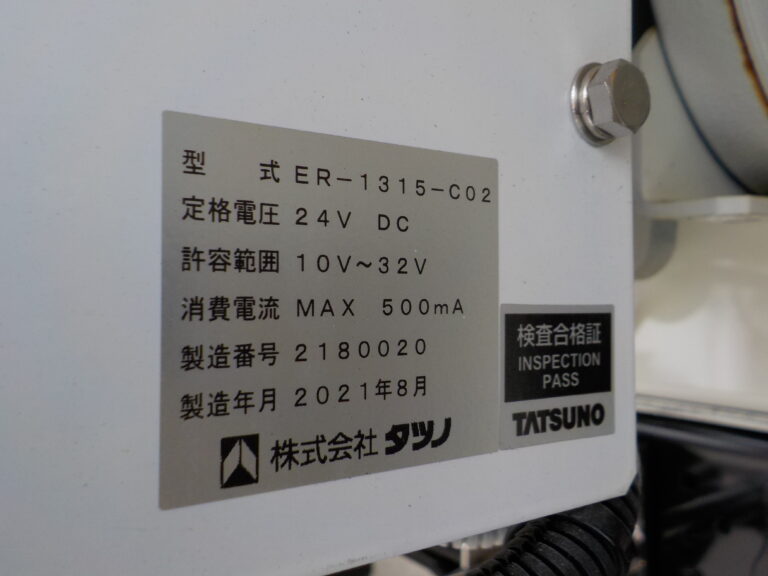 型 式 ER-1315-C02
定格電圧 24V DC
許容範囲 10V~32V
消費電流 MAX 500mA
製造番号 2180020
製造年月 2021年8月
株式会社 タツノ
検査合格証
INSPECTION
PASS
TATSUNO